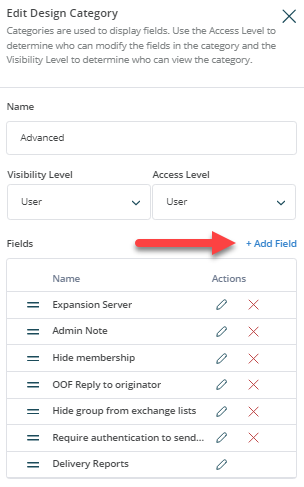 Edit Design Category
Categories are used to display fields. Use the Access Level to
determine who can modify the fields in the category and the
Visibility Level to determine who can view the category.
Name
Advanced
Visibility Level Access Level
User User
Fields + Add Field
Name Actions
Expansion Server
Admin Note
Hide membership
OOF Reply to originator
Hide group from exchange lists
Require authentication to send...
Delivery Reports